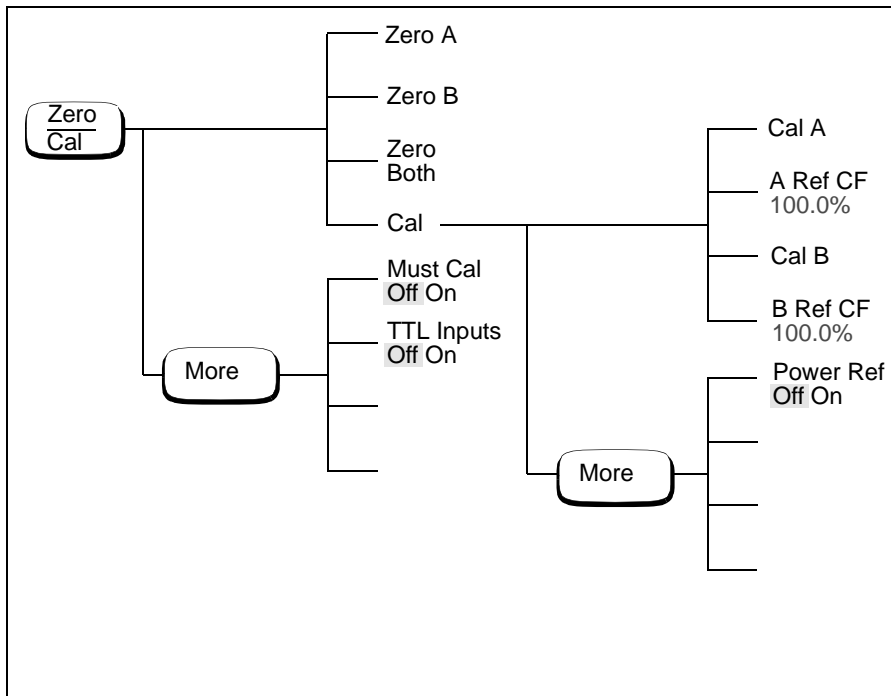 Zero
Cal
Zero A
Zero B
Zero
Both
Cal
Must Cal
Off On
TTL Inputs
Off On
More
Cal A
A Ref CF
100.0%
Cal B
B Ref CF
100.0%
Power Ref
Off On
More